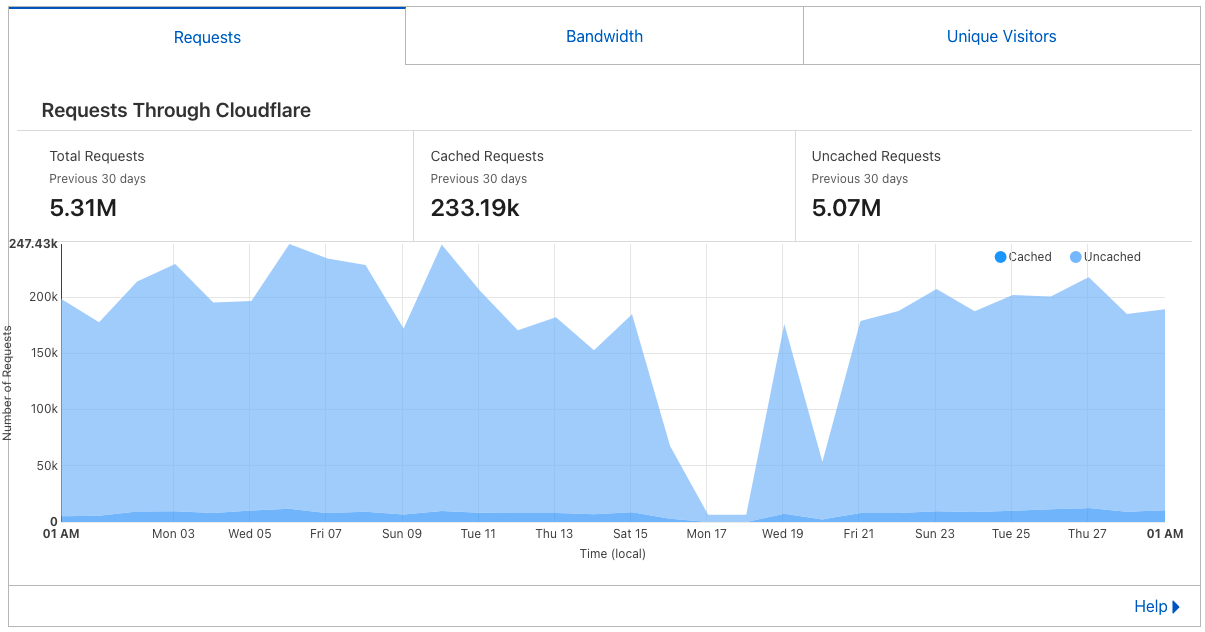 Requests
Bandwidth
Unique Visitors
Requests Through Cloudflare
Total Requests
Previous 30 days
5.31M
Cached Requests
Previous 30 days
233.19k
Uncached Requests
Previous 30 days
5.07M
247.43k
Cached
Uncached
200k
150k
100k
50k
0
Number of Requests
01 AM
Mon 03
Wed 05
Fri 07
Sun 09
Tue 11
Thu 13
Sat 15
Mon 17
Wed 19
Fri 21
Sun 23
Tue 25
Thu 27
01 AM
Time (local)
Help